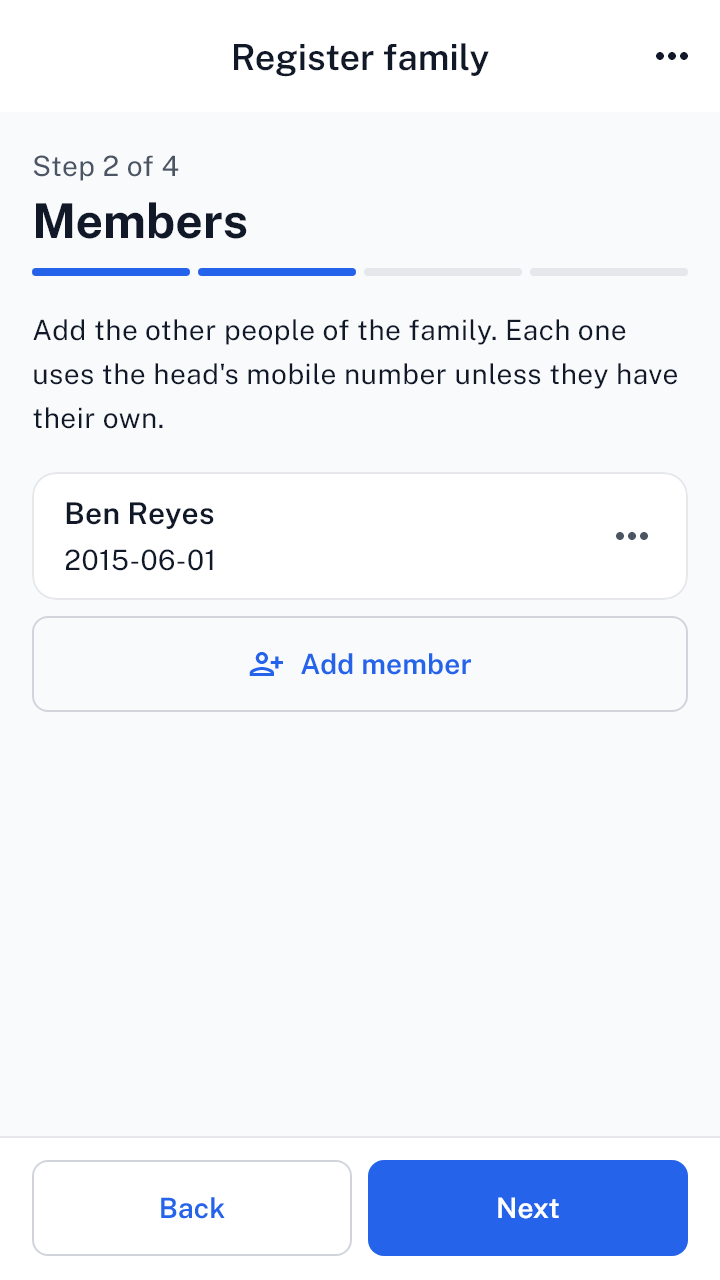 Register family
Step 2 of 4
Members
Add the other people of the family. Each one
uses the head's mobile number unless they have
their own.
Ben Reyes
2015-06-01
Add member
Back
Next